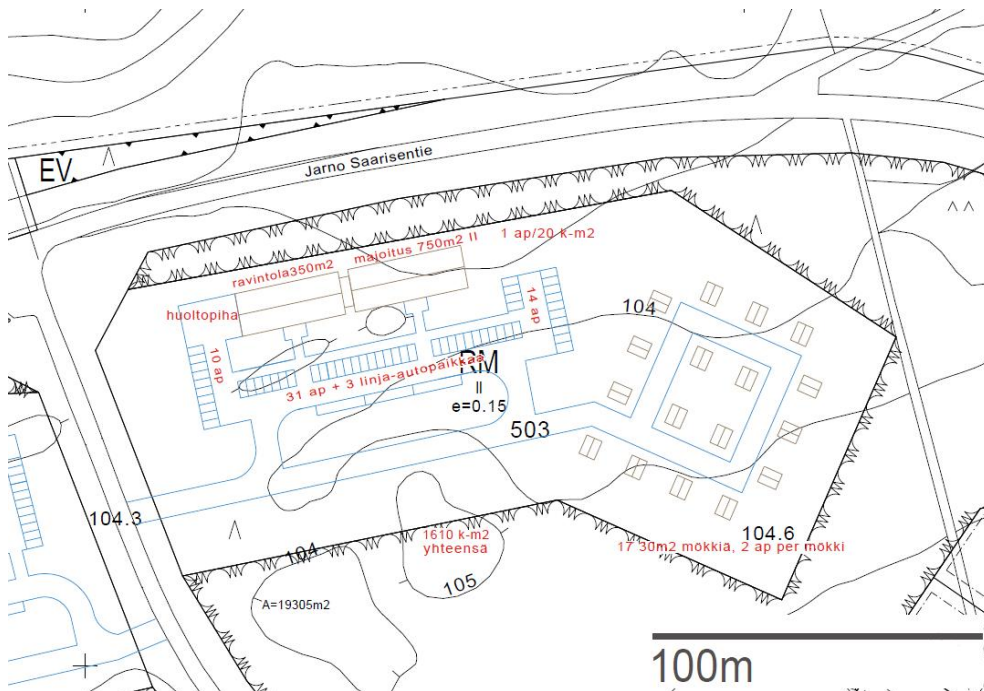 EV
Jarno Saarisentie
ravintola350m2
majoitus 750m2 II
1 ap/20 k-m2
huoltopiha
14 ap
104
10 ap
RM
31 ap + 3 linja-autopaikkaa
II
e=0.15
503
104.3
104
1610 k-m2
yhteensä
104.6
17 30m2 mökkiä, 2 ap per mökki
105
A=19305m2
100m